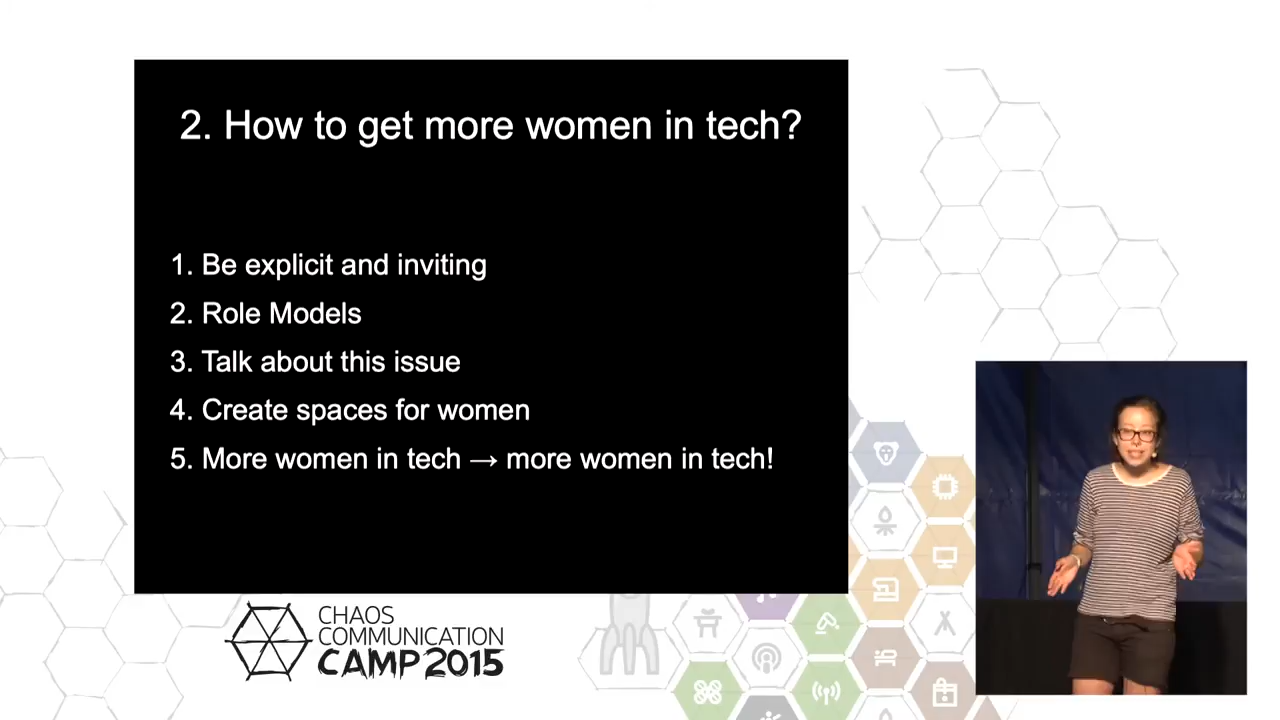 2. How to get more women in tech?
1. Be explicit and inviting
2. Role Models
3. Talk about this issue
4. Create spaces for women
5. More women in tech → more women in tech!
CHAOS
COMMUNICATION
CAMP 2015